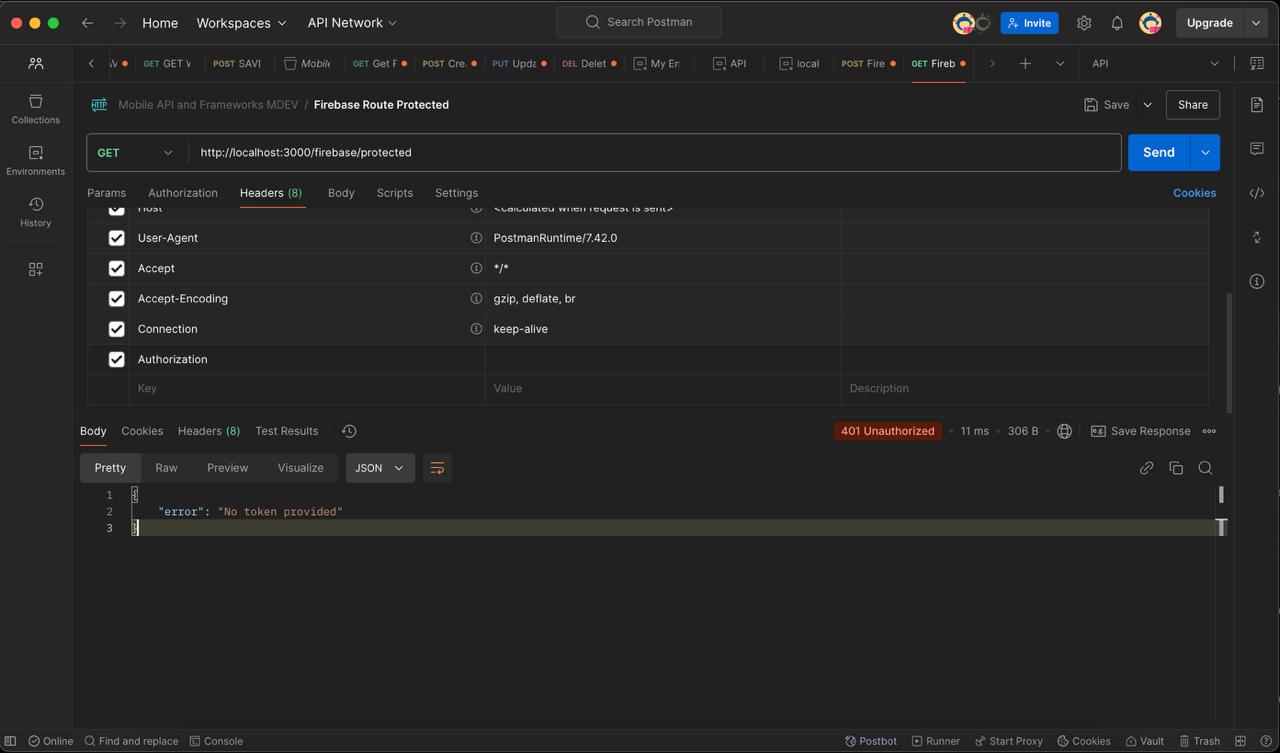 Home Workspaces API Network Search Postman Invite Upgrade
GET GET V POST SAVI Mobile GET Get F POST Cre. PUT Upda DEL Delet My En API local POST Fire GET Fireb API
Collections
Environments
History
HTTP Mobile API and Frameworks MDEV / Firebase Route Protected Save Share
GET http://localhost:3000/firebase/protected Send
Params Authorization Headers (8) Body Scripts Settings Cookies
Host <calculated when request is sent>
User-Agent PostmanRuntime/7.42.0
Accept */*
Accept-Encoding gzip, deflate, br
Connection keep-alive
Authorization
Key Value Description
Body Cookies Headers (8) Test Results 401 Unauthorized • 11 ms • 306 B • e.g. Save Response
Pretty Raw Preview Visualize JSON
1 {
2 "error": "No token provided"
3 }
Online Find and replace Console Postbot Runner Start Proxy Cookies Vault Trash